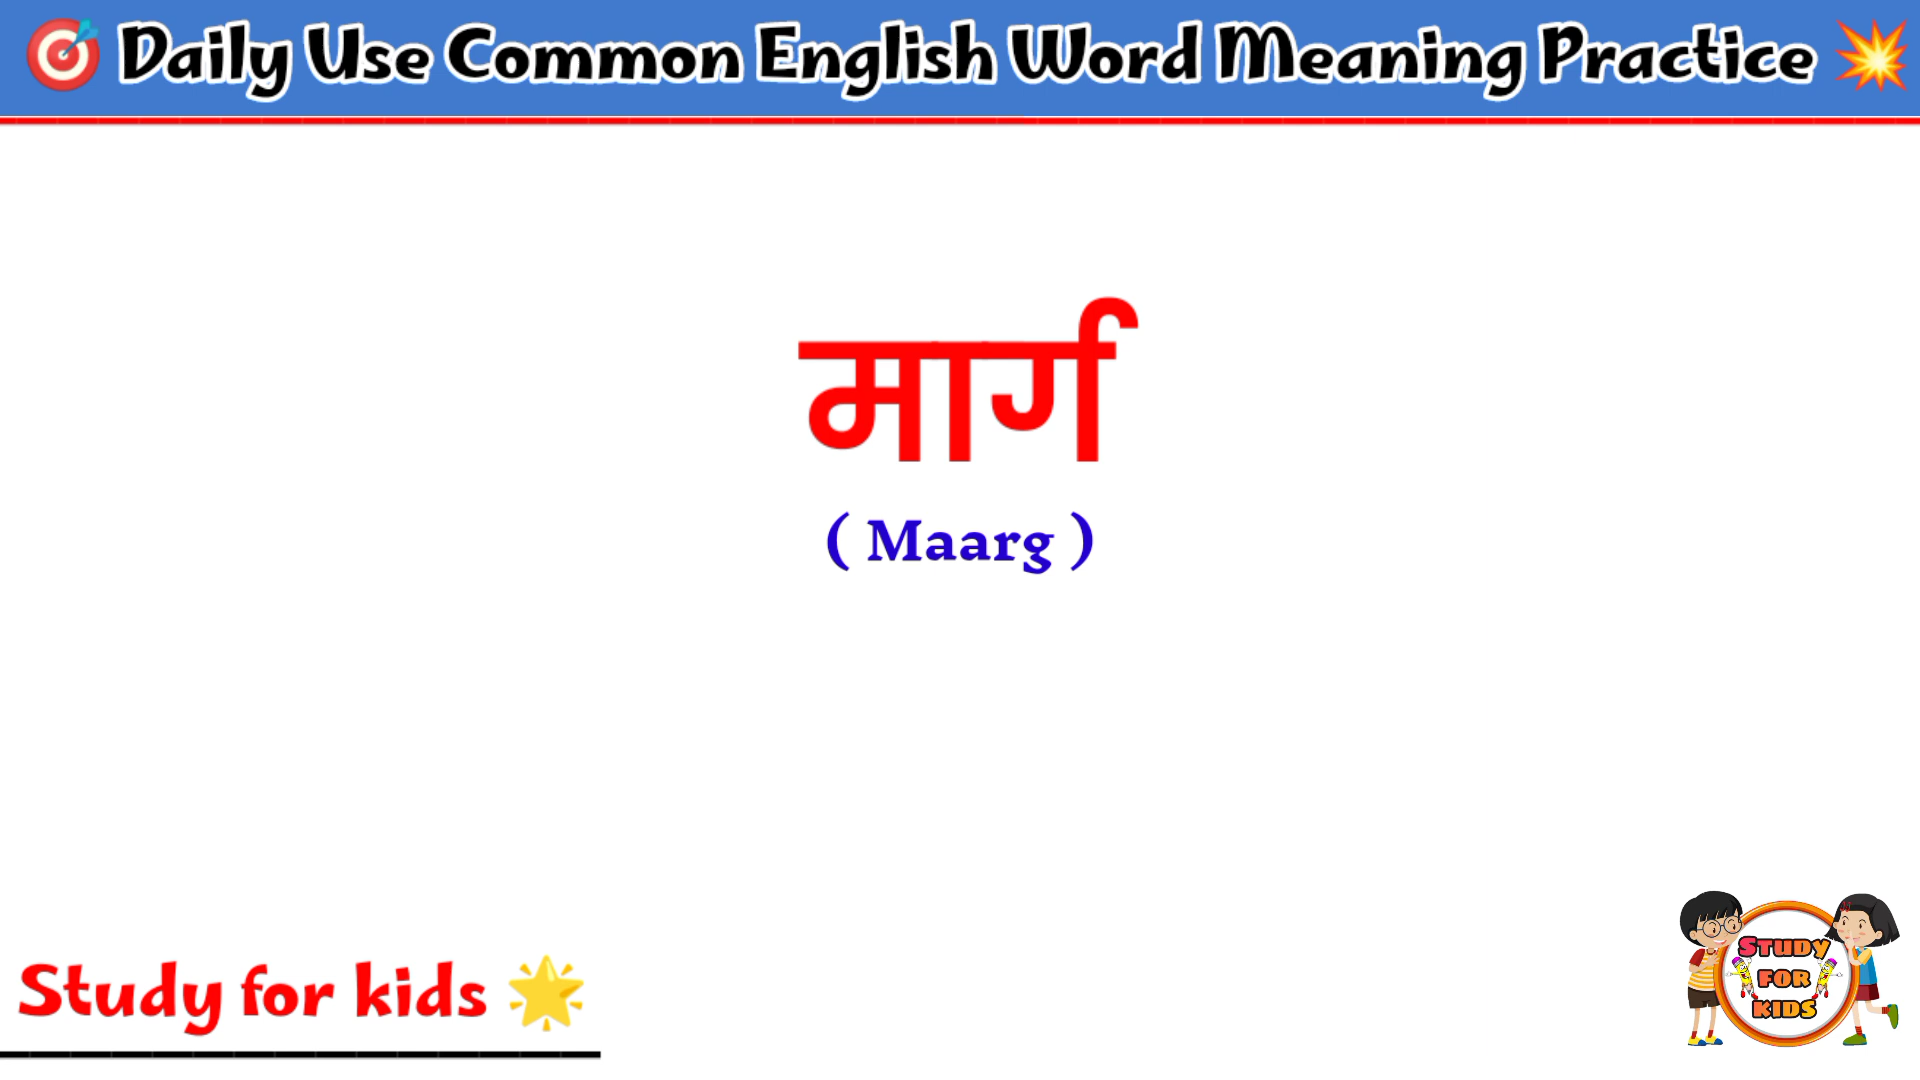 🎯 Daily Use Common English Word Meaning Practice 💥
मार्ग
( Maarg )
Study for kids 🌟
STUDY
FOR
KIDS